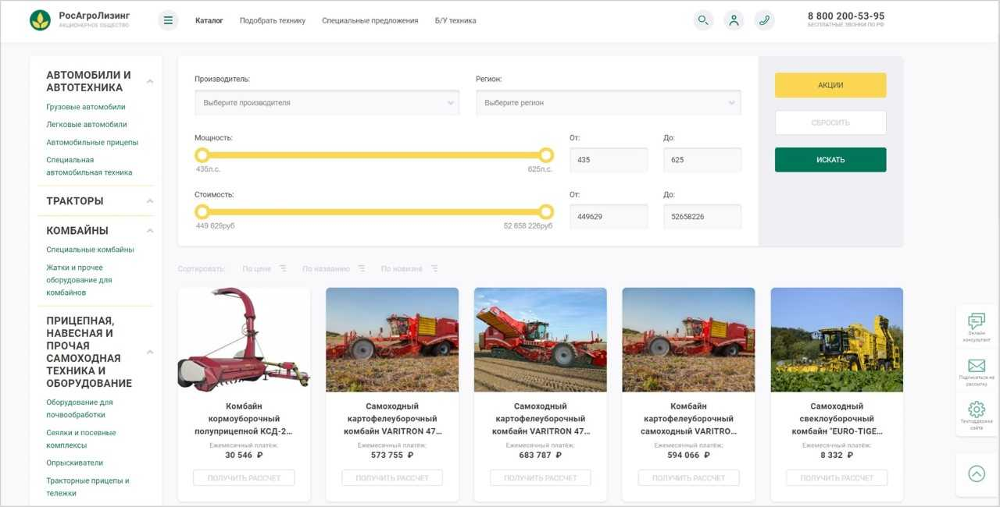 РосАгроЛизинг
АКЦИОНЕРНОЕ ОБЩЕСТВО
Каталог
Подобрать технику
Специальные предложения
Б/У техника
8 800 200-53-95
БЕСПЛАТНЫЕ ЗВОНКИ ПО РФ
АВТОМОБИЛИ И
АВТОТЕХНИКА
Грузовые автомобили
Легковые автомобили
Автомобильные прицепы
Специальная
автомобильная техника
ТРАКТОРЫ
КОМБАЙНЫ
Специальные комбайны
Жатки и прочее
оборудование для
комбайнов
ПРИЦЕПНАЯ,
НАВЕСНАЯ И
ПРОЧАЯ
САМОХОДНАЯ
ТЕХНИКА И
ОБОРУДОВАНИЕ
Оборудование для
почвообработки
Сеялки и посевные
комплексы
Опрыскиватели
Тракторные прицепы и
тележки
Производитель:
Выберите производителя
Регион:
Выберите регион
Мощность:
435л.с.
625л.с.
От:
435
До:
625
Стоимость:
449 629руб
52 658 226руб
От:
449629
До:
52658226
АКЦИИ
СБРОСИТЬ
ИСКАТЬ
Сортировать:
По цене
По названию
По новизне
Комбайн
кормоуборочный
полуприцепной КСД-2...
Ежемесячный платёж:
30 546 ₽
ПОЛУЧИТЬ РАССЧЕТ
Самоходный
картофелеуборочный
комбайн VARITRON 47...
Ежемесячный платёж:
573 755 ₽
ПОЛУЧИТЬ РАССЧЕТ
Самоходный
картофелеуборочный
комбайн VARITRON 47...
Ежемесячный платёж:
683 787 ₽
ПОЛУЧИТЬ РАССЧЕТ
Комбайн
картофелеуборочный
самоходный VARITRO...
Ежемесячный платёж:
594 066 ₽
ПОЛУЧИТЬ РАССЧЕТ
Самоходный
свеклоуборочный
комбайн "EURO-TIGE...
Ежемесячный платёж:
8 332 ₽
ПОЛУЧИТЬ РАССЧЕТ
Онлайн
консультант
Подписаться на
рассылку
Техподдержка
сайта